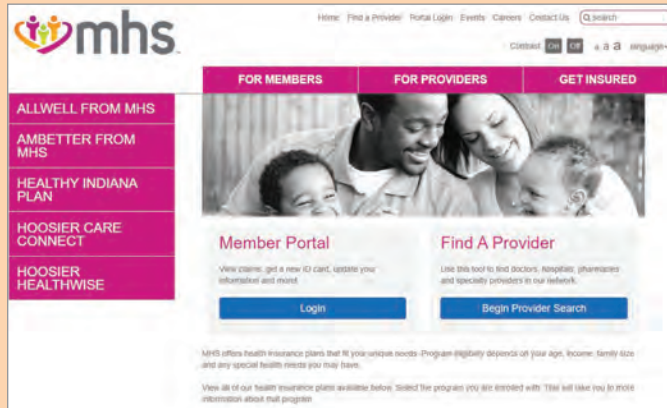 mhs
Home Find a Provider Portal Login Events Careers Contact Us search
Contrast On Off a a a language
FOR MEMBERS FOR PROVIDERS GET INSURED
ALLWELL FROM MHS
AMBETTER FROM
MHS
HEALTHY INDIANA
PLAN
HOOSIER CARE
CONNECT
HOOSIER
HEALTHWISE
Member Portal
View claims, get a new ID card, update your
information and more!
Login
Find A Provider
Use this tool to find doctors, hospitals, pharmacies
and specialty providers in our network.
Begin Provider Search
MHS offers health insurance plans that fit your unique needs. Program eligibility depends on your age, income, family size
and any special health needs you may have.
View all of our health insurance plans available below. Select the program you are enrolled with. This will take you to more
information about that program